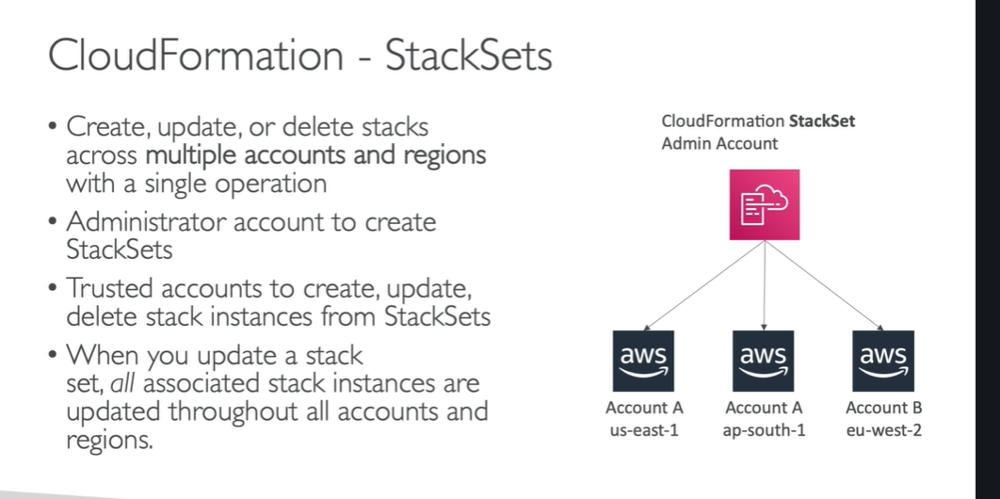 CloudFormation - StackSets
• Create, update, or delete stacks
across multiple accounts and regions
with a single operation
• Administrator account to create
StackSets
• Trusted accounts to create, update,
delete stack instances from StackSets
• When you update a stack
set, all associated stack instances are
updated throughout all accounts and
regions.
CloudFormation StackSet
Admin Account
aws
aws
aws
Account A
us-east-1
Account A
ap-south-1
Account B
eu-west-2